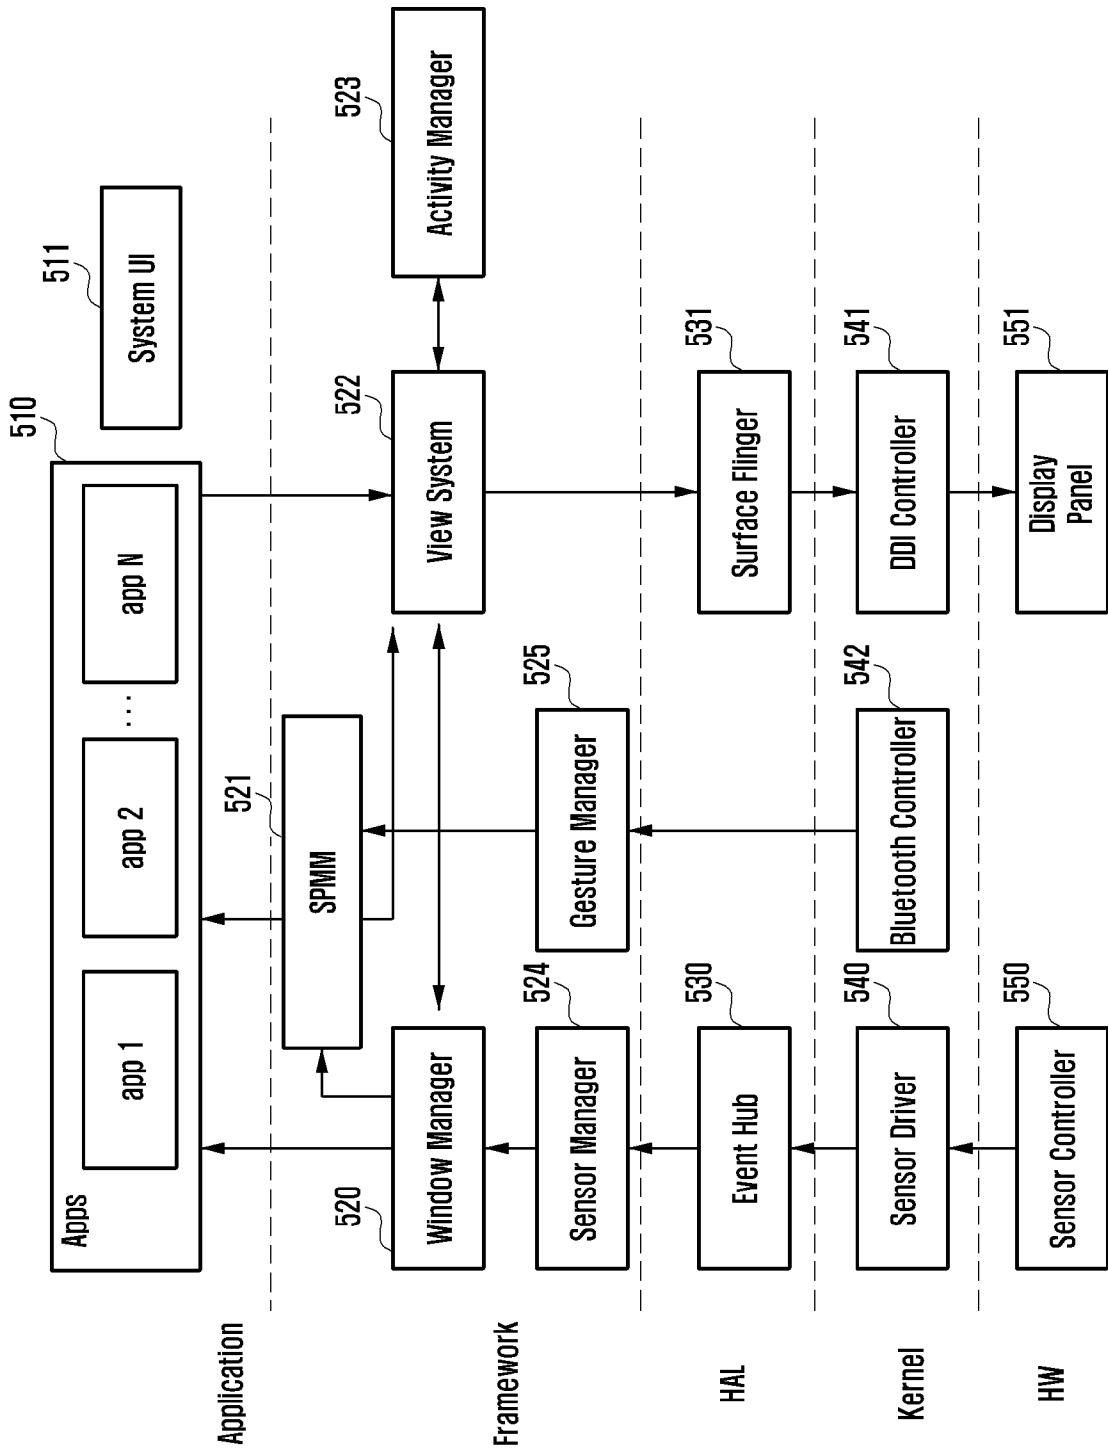 Application
Apps
510
app 1
app 2
...
app N
System UI
511
Framework
SPMM
521
Window Manager
520
View System
522
Activity Manager
523
Sensor Manager
524
Gesture Manager
525
HAL
Event Hub
530
Surface Flinger
531
Kernel
Sensor Driver
540
Bluetooth Controller
542
DDI Controller
541
HW
Sensor Controller
550
Display
Panel
551